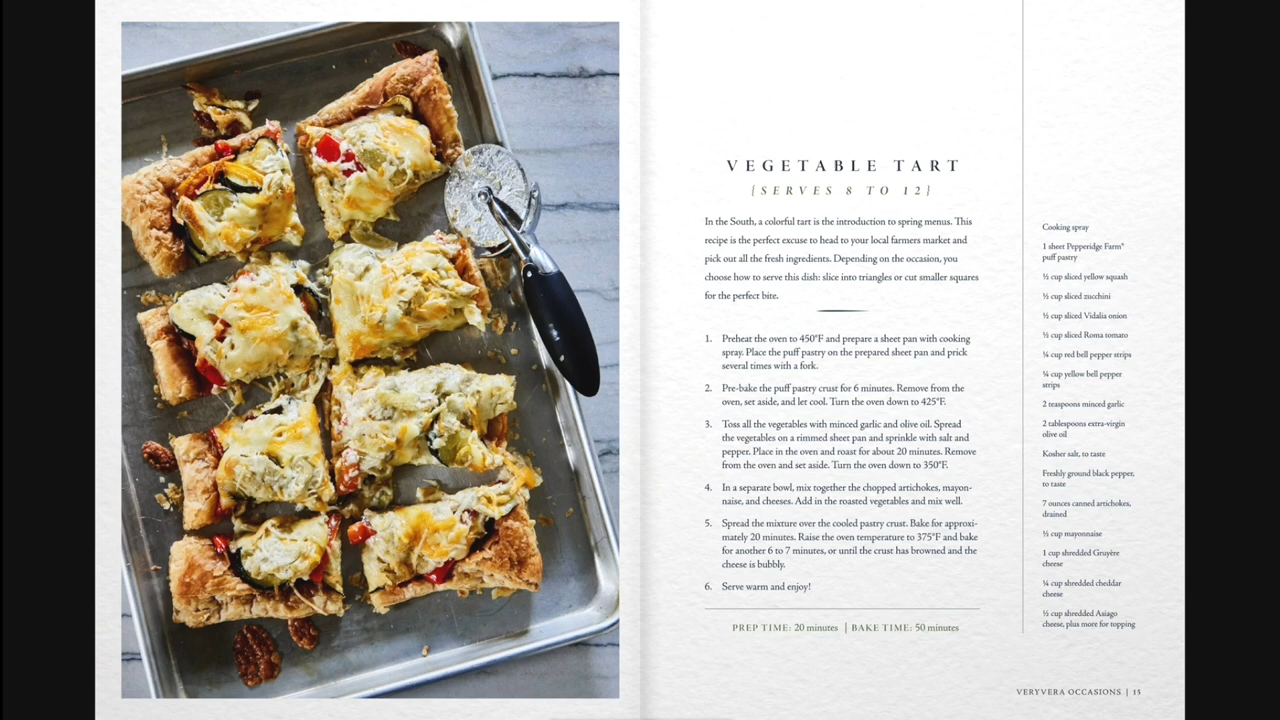 VEGETABLE TART
{SERVES 8 TO 12}
In the South, a colorful tart is the introduction to spring menus. This
recipe is the perfect excuse to head to your local farmers market and
pick out all the fresh ingredients. Depending on the occasion, you
choose how to serve this dish: slice into triangles or cut smaller squares
for the perfect bite.
1. Preheat the oven to 450°F and prepare a sheet pan with cooking
spray. Place the puff pastry on the prepared sheet pan and prick
several times with a fork.
2. Pre-bake the puff pastry crust for 6 minutes. Remove from the
oven, set aside, and let cool. Turn the oven down to 425°F.
3. Toss all the vegetables with minced garlic and olive oil. Spread
the vegetables on a rimmed sheet pan and sprinkle with salt and
pepper. Place in the oven and roast for about 20 minutes. Remove
from the oven and set aside. Turn the oven down to 350°F.
4. In a separate bowl, mix together the chopped artichokes, mayon-
naise, and cheeses. Add in the roasted vegetables and mix well.
5. Spread the mixture over the cooled pastry crust. Bake for approxi-
mately 20 minutes. Raise the oven temperature to 375°F and bake
for another 6 to 7 minutes, or until the crust has browned and the
cheese is bubbly.
6. Serve warm and enjoy!
PREP TIME: 20 minutes | BAKE TIME: 50 minutes
Cooking spray
1 sheet Pepperidge Farm®
puff pastry
½ cup sliced yellow squash
½ cup sliced zucchini
½ cup sliced Vidalia onion
½ cup sliced Roma tomato
¼ cup red bell pepper strips
¼ cup yellow bell pepper
strips
2 teaspoons minced garlic
2 tablespoons extra-virgin
olive oil
Kosher salt, to taste
Freshly ground black pepper,
to taste
7 ounces canned artichokes,
drained
½ cup mayonnaise
1 cup shredded Gruyère
cheese
¼ cup shredded cheddar
cheese
½ cup shredded Asiago
cheese, plus more for topping
VERYVERA OCCASIONS | 15